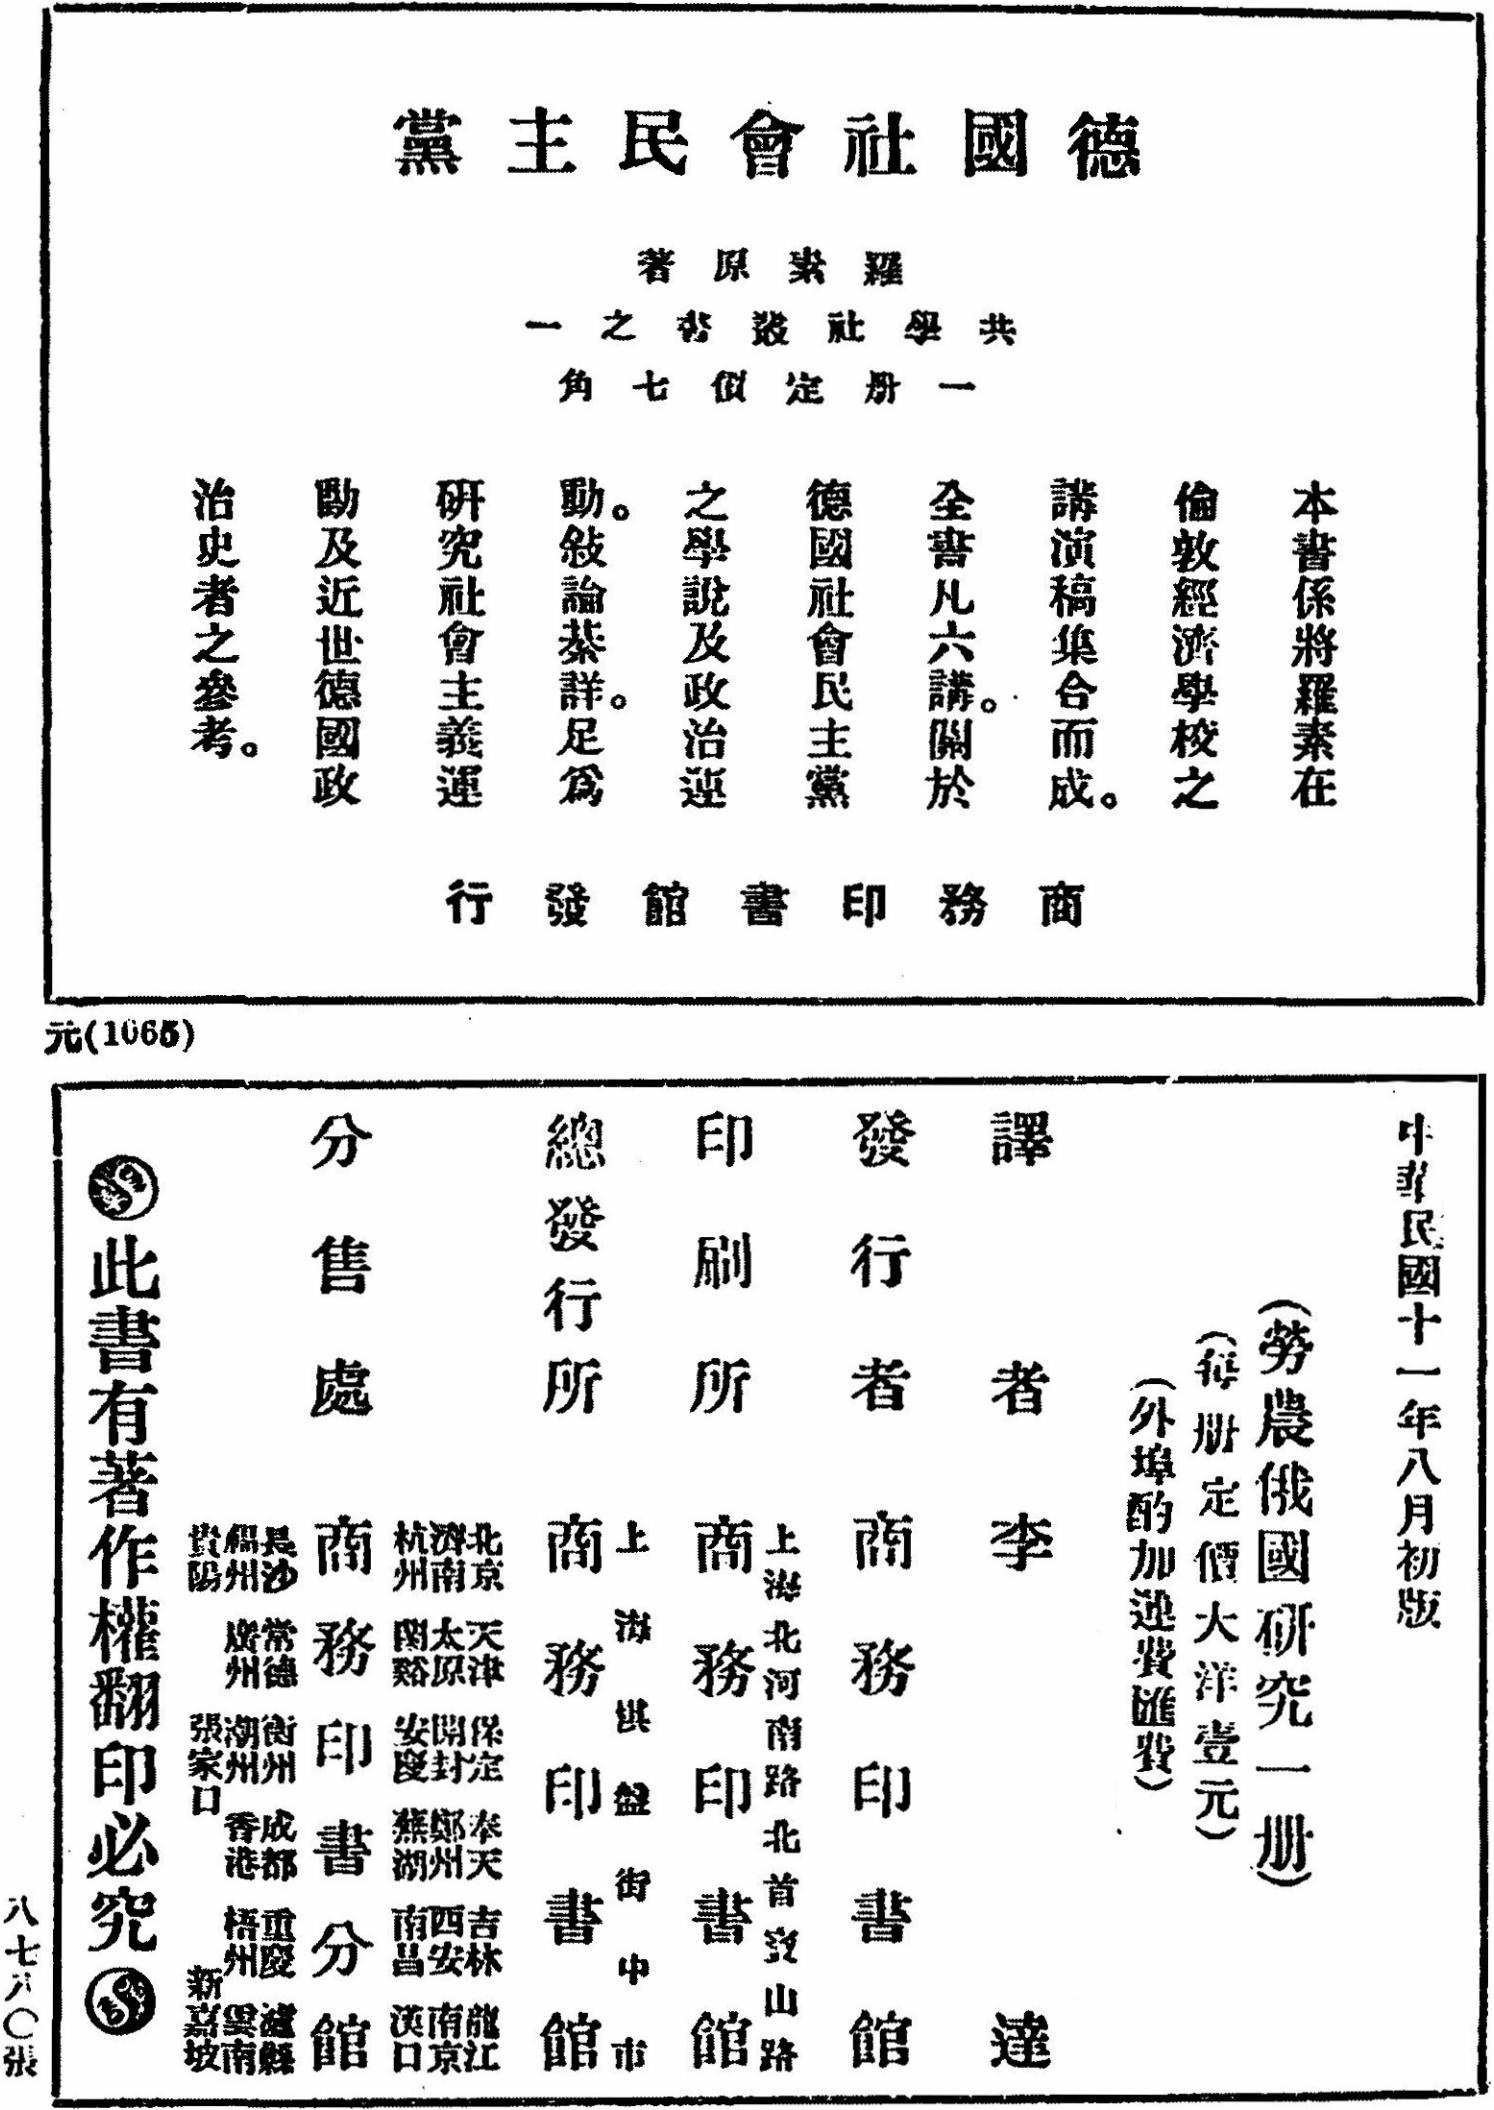 德國社會民主黨
羅素原著
共學社叢書之一
一册定價七角
本書係將羅素在
倫敦經濟學校之
講演稿集合而成。
全書凡六講。關於
德國社會民主黨
之學說及政治運
動。敍論綦詳。足爲
研究社會主義運
動及近世德國政
治史者之參考。
商務印書館發行
元(1065)
中華民國十一年八月初版
(勞農俄國研究一册)
(每册定價大洋壹元)
(外埠酌加運費匯費)
譯者 李達
發行者 商務印書館
上海北河南路北首寶山路
印刷所 商務印書館
上海棋盤街中市
總發行所 商務印書館
北京 天津 保定 奉天 吉林 龍江
濟南 太原 開封 鄭州 西安 南京
杭州 蘭谿 安慶 蕪湖 南昌 漢口
分售處 商務印書分館
長沙 常德 衡州 成都 重慶 瀘縣
福州 廣州 潮州 香港 梧州 雲南
貴陽 張家口 新嘉坡
此書有著作權翻印必究
八七八〇張